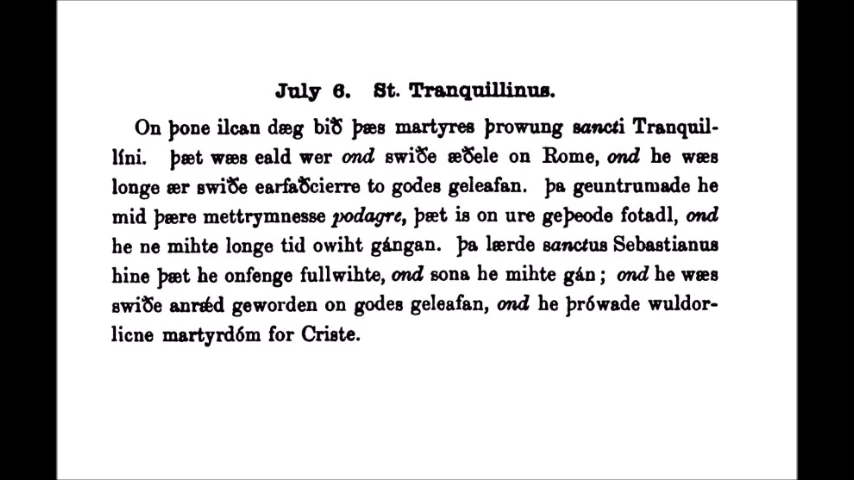 July 6. St. Tranquillinus.
On þone ilcan dæg bið þæs martyres þrowung sancti Tranquil-
líni. þæt wæs eald wer ond swiðe æðele on Rome, ond he wæs
longe ær swiðe earfaðcierre to godes geleafan. þa geuntrumade he
mid þære mettrymnesse podagre, þæt is on ure geþeode fotadl, ond
he ne mihte longe tid owiht gángan. þa lærde sanctus Sebastianus
hine þæt he onfenge fullwihte, ond sona he mihte gán; ond he wæs
swiðe anrǽd geworden on godes geleafan, ond he þrówade wuldor-
licne martyrdóm for Criste.